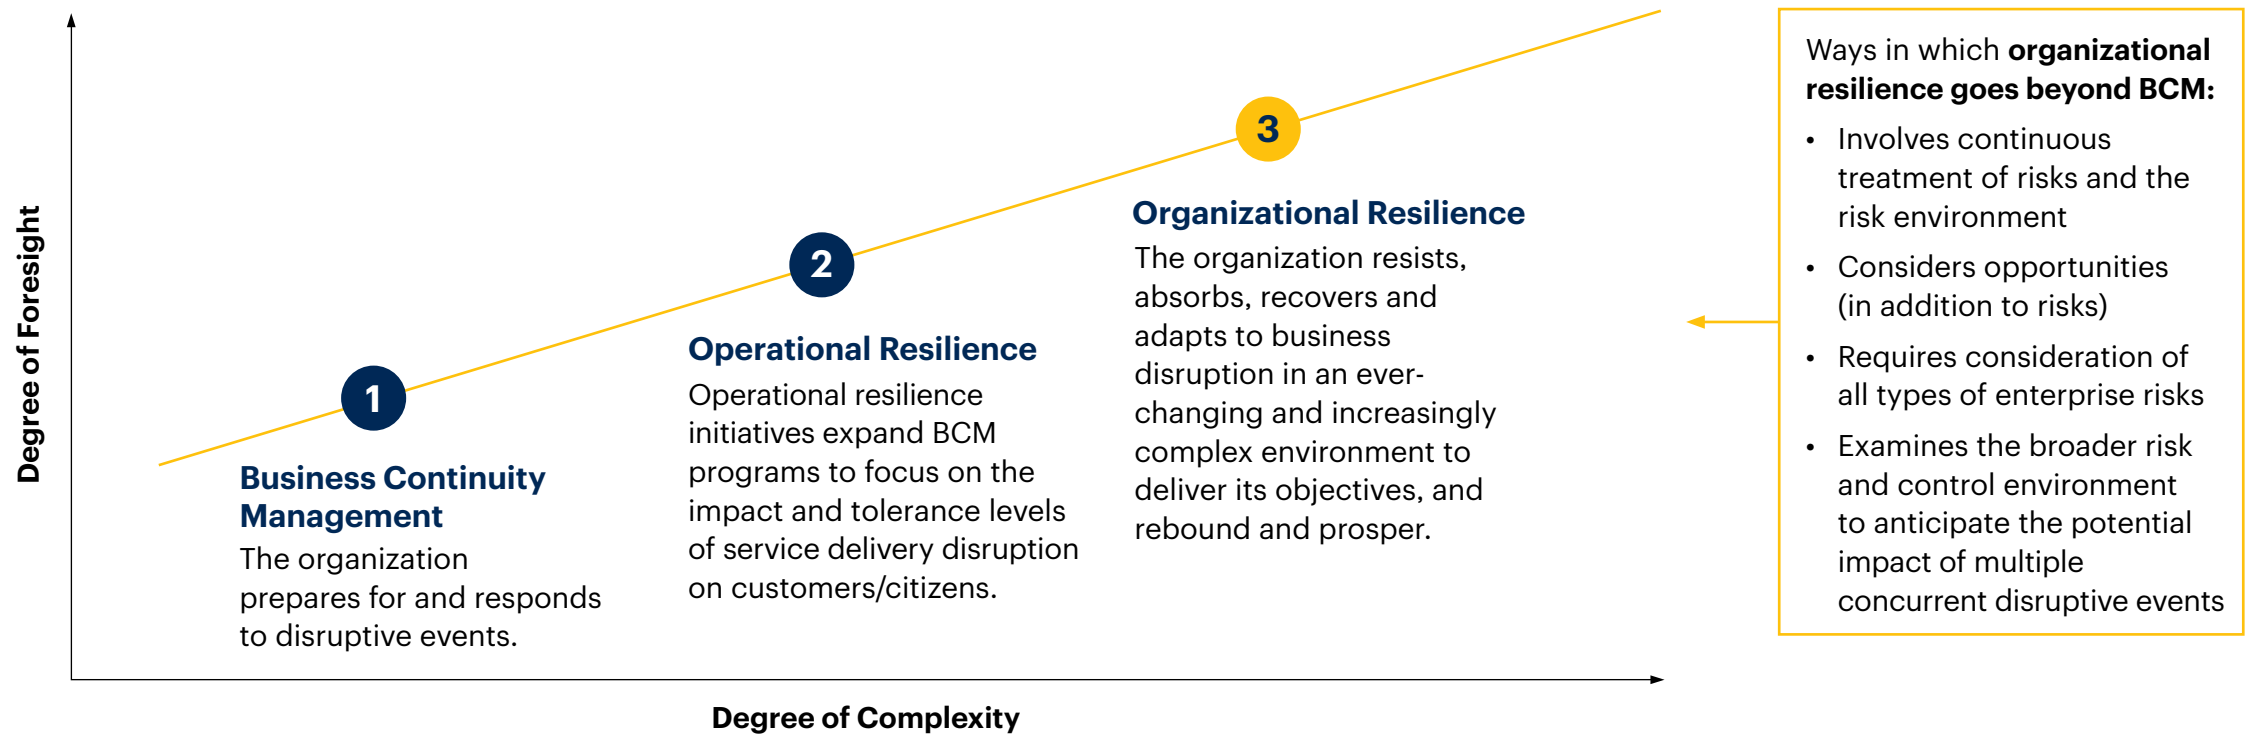 Degree of Foresight
1
Business Continuity
Management
The organization
prepares for and responds
to disruptive events.
2
Operational Resilience
Operational resilience
initiatives expand BCM
programs to focus on the
impact and tolerance levels
of service delivery disruption
on customers/citizens.
3
Organizational Resilience
The organization resists,
absorbs, recovers and
adapts to business
disruption in an ever-
changing and increasingly
complex environment to
deliver its objectives, and
rebound and prosper.
Degree of Complexity
Ways in which organizational
resilience goes beyond BCM:
• Involves continuous
treatment of risks and the
risk environment
• Considers opportunities
(in addition to risks)
• Requires consideration of
all types of enterprise risks
• Examines the broader risk
and control environment
to anticipate the potential
impact of multiple
concurrent disruptive events